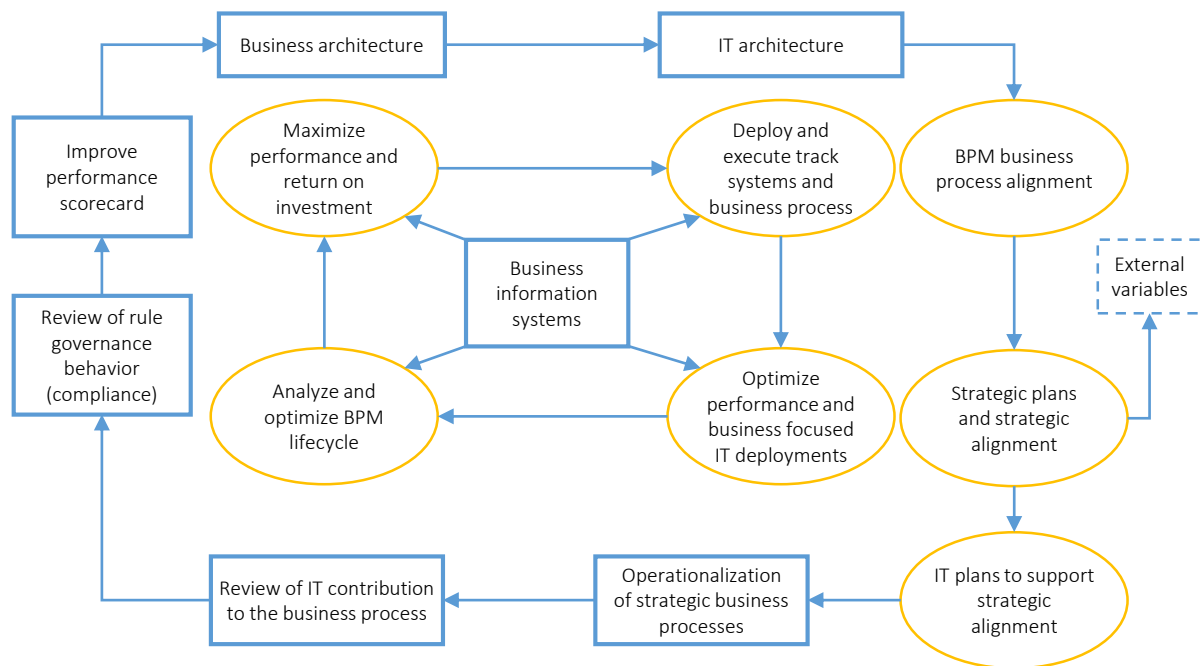 Business architecture
IT architecture
Improve
performance
scorecard
Maximize
performance and
return on
investment
Deploy and
execute track
systems and
business process
BPM business
process alignment
Business
information
systems
External
variables
Review of rule
governance
behavior
(compliance)
Analyze and
optimize BPM
lifecycle
Optimize
performance and
business focused
IT deployments
Strategic plans
and strategic
alignment
Review of IT contribution
to the business process
Operationalization
of strategic business
processes
IT plans to support
strategic
alignment